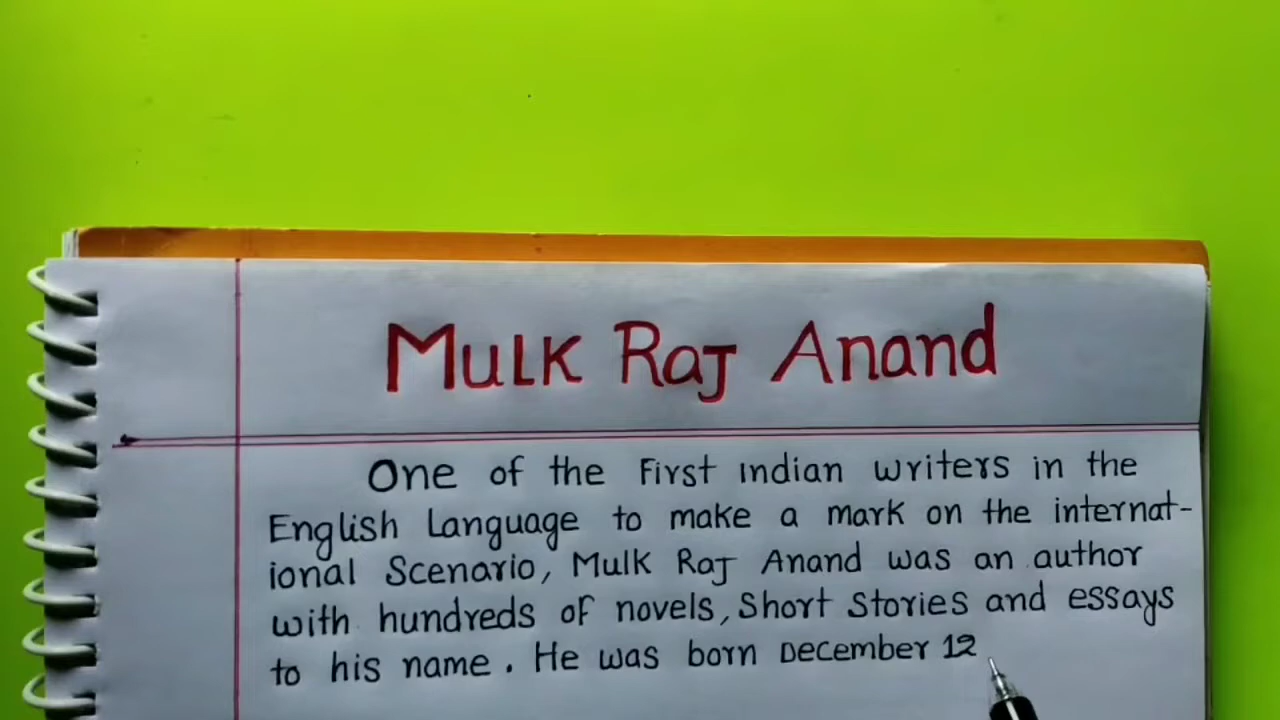 Mulk Raj Anand
One of the First Indian writers in the
English Language to make a mark on the internat-
ional Scenario, Mulk Raj Anand was an author
with hundreds of novels, Short Stories and essays
to his name. He was born December 12